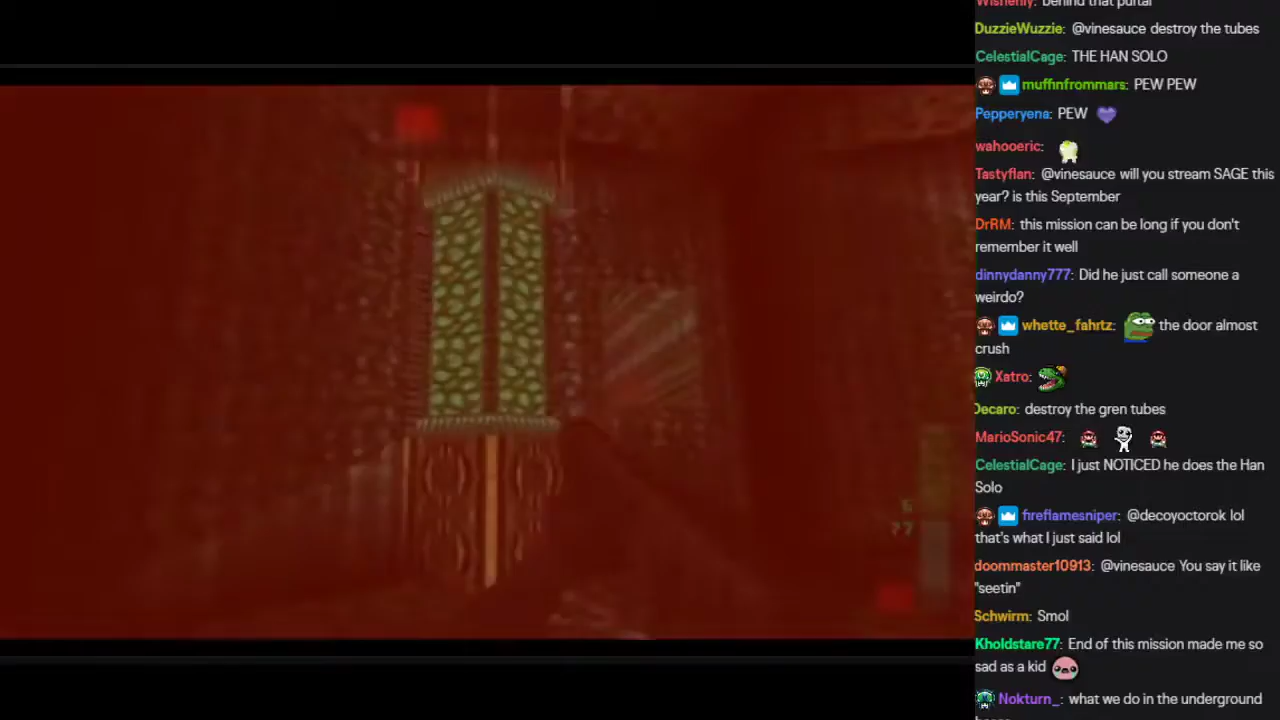 Wishenly: behind that portal
DuzzieWuzzie: @vinesauce destroy the tubes
CelestialCage: THE HAN SOLO
muffinfrommars: PEW PEW
Pepperyena: PEW
wahooeric:
Tastyflan: @vinesauce will you stream SAGE this
year? is this September
DrRM: this mission can be long if you don't
remember it well
dinnydanny777: Did he just call someone a
weirdo?
whette_fahrtz: the door almost
crush
Xatro:
Decaro: destroy the gren tubes
MarioSonic47:
CelestialCage: I just NOTICED he does the Han
Solo
fireflamesniper: @decoyoctorok lol
that's what I just said lol
doommaster10913: @vinesauce You say it like
"seetin"
Schwirm: Smol
Kholdstare77: End of this mission made me so
sad as a kid
Nokturn_: what we do in the underground
77